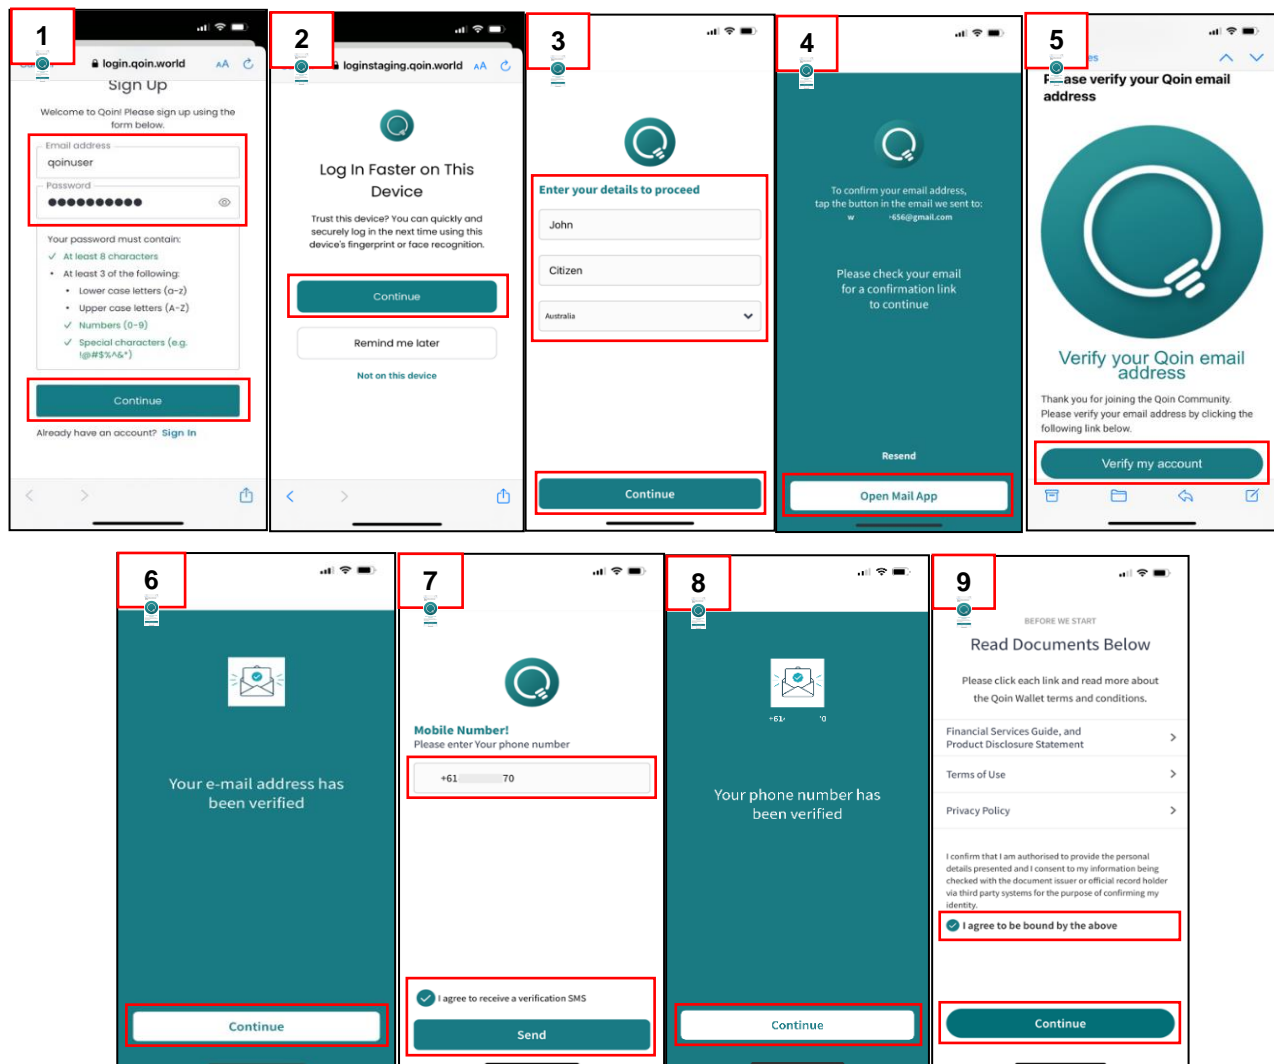 1
login.qoin.world
AA
Sign Up
Welcome to Qoin! Please sign up using the
form below.
Email address
qoinuser
Password
Your password must contain:
At least 8 characters
At least 3 of the following:
Lower case letters (a-z)
Upper case letters (A-Z)
Numbers (0-9)
Special characters (e.g.
!@#$%^&*)
Continue
Already have an account? Sign In
2
loginstaging.qoin.world
AA
Log In Faster on This
Device
Trust this device? You can quickly and
securely log in the next time using this
device's fingerprint or face recognition.
Continue
Remind me later
Not on this device
3
Enter your details to proceed
John
Citizen
Australia
Continue
4
To confirm your email address,
tap the button in the email we sent to:
w -656@gmail.com
Please check your email
for a confirmation link
to continue
Resend
Open Mail App
5
Please verify your Qoin email
address
Verify your Qoin email
address
Thank you for joining the Qoin Community.
Please verify your email address by clicking the
following link below.
Verify my account
6
Your e-mail address has
been verified
Continue
7
Mobile Number!
Please enter Your phone number
+61 70
I agree to receive a verification SMS
Send
8
+61 70
Your phone number has
been verified
Continue
9
BEFORE WE START
Read Documents Below
Please click each link and read more about
the Qoin Wallet terms and conditions.
Financial Services Guide, and
Product Disclosure Statement
Terms of Use
Privacy Policy
I confirm that I am authorised to provide the personal
details presented and I consent to my information being
checked with the document issuer or official record holder
via third party systems for the purpose of confirming my
identity.
I agree to be bound by the above
Continue